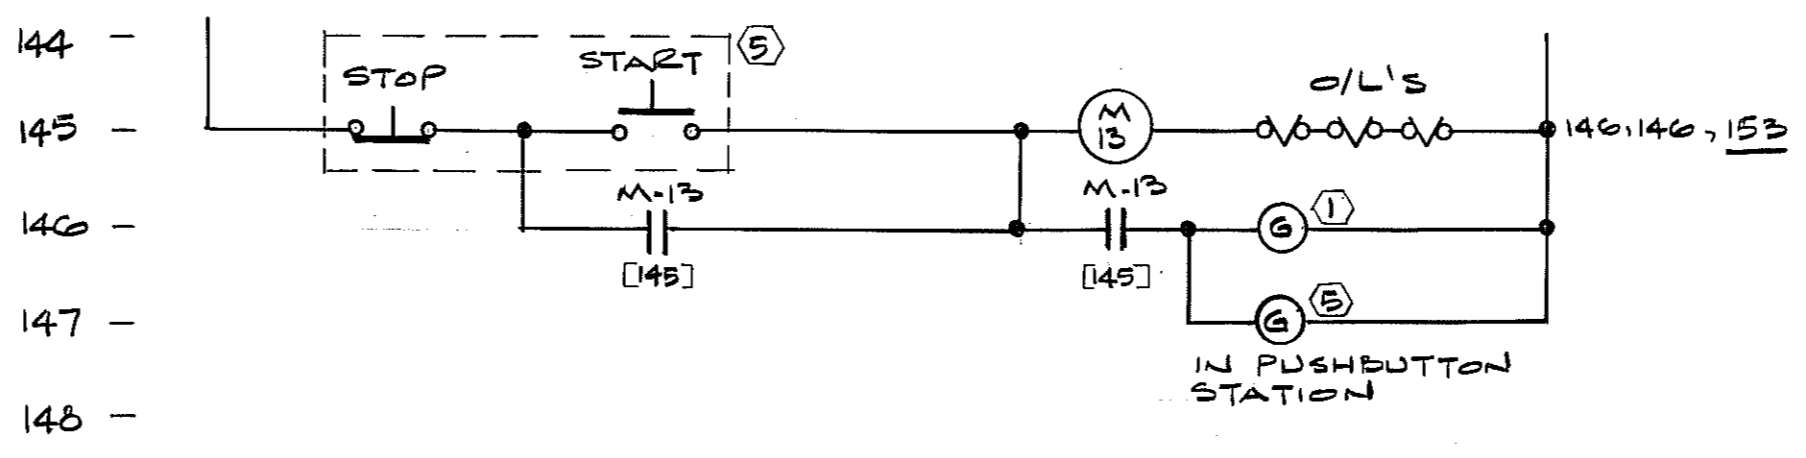 144 —
STOP
START
5
145 —
M
13
O/L'S
146, 146, 153
146 —
M-13
[145]
M-13
[145]
G
1
147 —
G
5
IN PUSHBUTTON
STATION
148 —